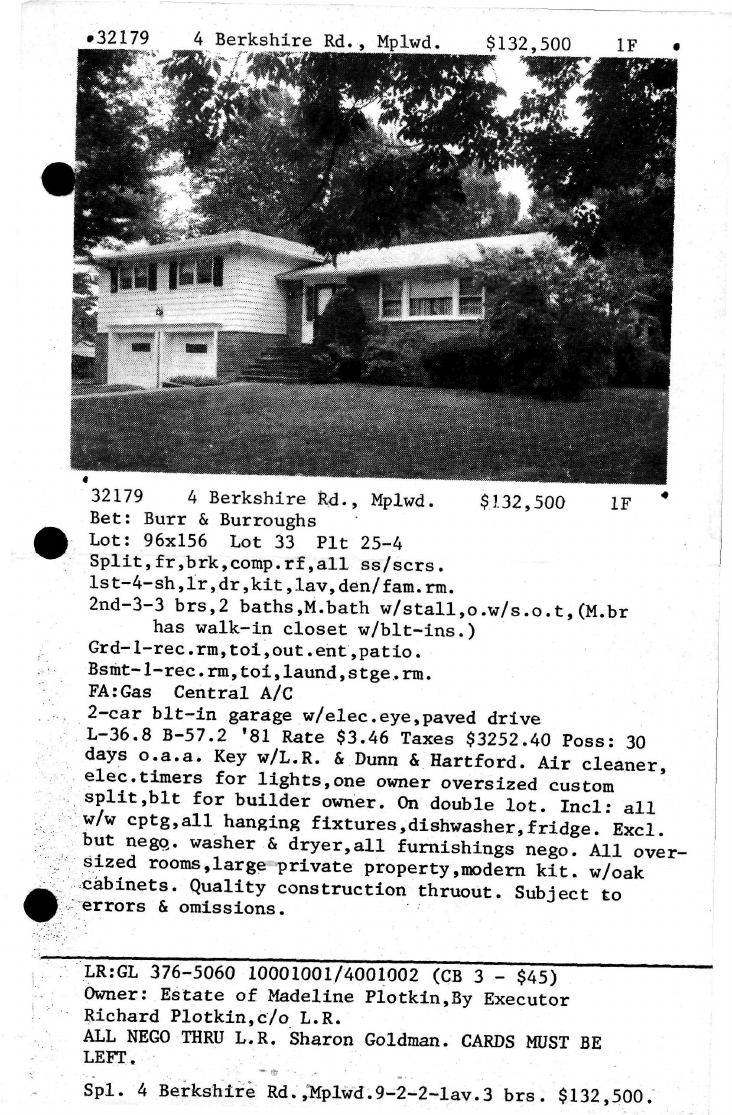 32179 4 Berkshire Rd., Mplwd. $132,500 1F
32179 4 Berkshire Rd., Mplwd. $132,500 1F
Bet: Burr & Burroughs
Lot: 96x156 Lot 33 Plt 25-4
Split,fr,brk,comp.rf,all ss/scrs.
1st-4-sh,lr,dr,kit,lav,den/fam.rm.
2nd-3-3 brs,2 baths,M.bath w/stall,o.w/s.o.t,(M.br
has walk-in closet w/blt-ins.)
Grd-1-rec.rm,toi,out.ent,patio.
Bsmt-1-rec.rm,toi,laund,stge.rm.
FA:Gas Central A/C
2-car blt-in garage w/elec.eye,paved drive
L-36.8 B-57.2 '81 Rate $3.46 Taxes $3252.40 Poss: 30
days o.a.a. Key w/L.R. & Dunn & Hartford. Air cleaner,
elec.timers for lights,one owner oversized custom
split,blt for builder owner. On double lot. Incl: all
w/w cptg,all hanging fixtures,dishwasher,fridge. Excl.
but nego. washer & dryer,all furnishings nego. All over-
sized rooms,large private property,modern kit. w/oak
cabinets. Quality construction thruout. Subject to
errors & omissions.
LR:GL 376-5060 10001001/4001002 (CB 3 - $45)
Owner: Estate of Madeline Plotkin,By Executor
Richard Plotkin,c/o L.R.
ALL NEGO THRU L.R. Sharon Goldman. CARDS MUST BE
LEFT.
Spl. 4 Berkshire Rd.,Mplwd.9-2-2-lav.3 brs. $132,500.